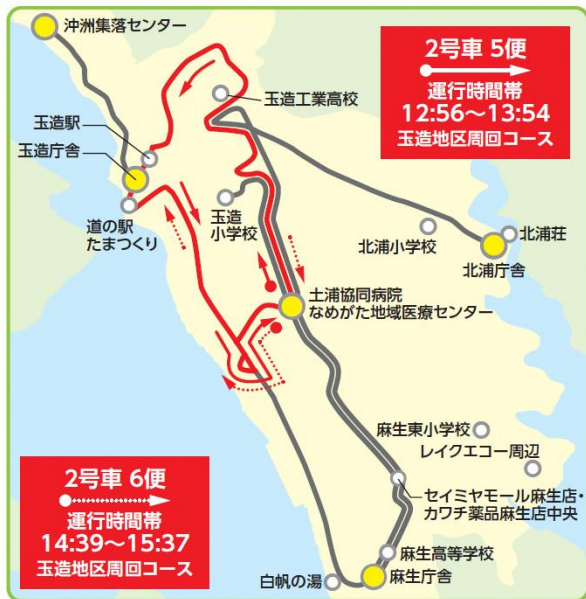 沖洲集落センター
2号車 5便
運行時間帯
12:56～13:54
玉造地区周回コース
玉造工業高校
玉造駅
玉造庁舎
道の駅
たまつくり
玉造
小学校
北浦小学校
北浦荘
北浦庁舎
土浦協同病院
なめがた地域医療センター
麻生東小学校
レイクエコー周辺
2号車 6便
運行時間帯
14:39～15:37
玉造地区周回コース
セイミヤモール麻生店・
カワチ薬品麻生店中央
麻生高等学校
白帆の湯
麻生庁舎